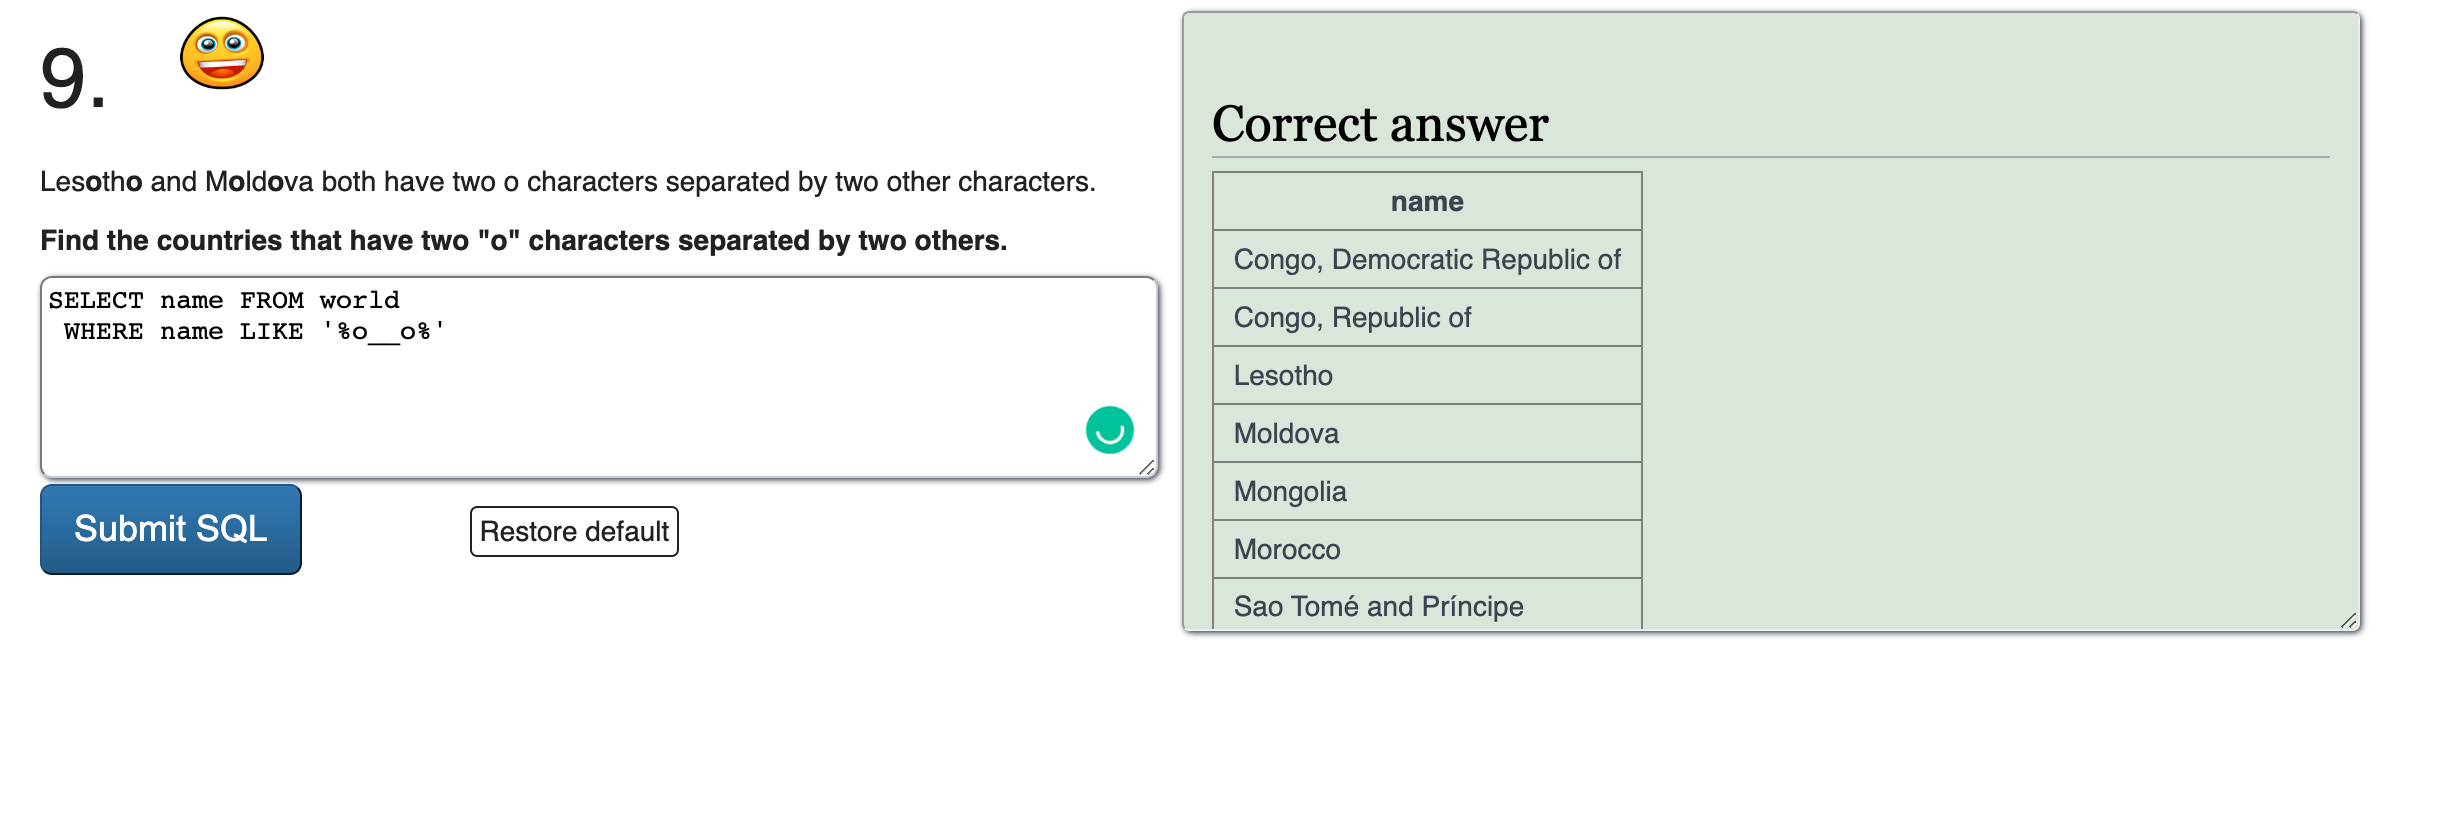 9.
Lesotho and Moldova both have two o characters separated by two other characters.
Find the countries that have two "o" characters separated by two others.
SELECT name FROM world
 WHERE name LIKE '%o__o%'
Submit SQL
Restore default
Correct answer
name
Congo, Democratic Republic of
Congo, Republic of
Lesotho
Moldova
Mongolia
Morocco
Sao Tomé and Príncipe